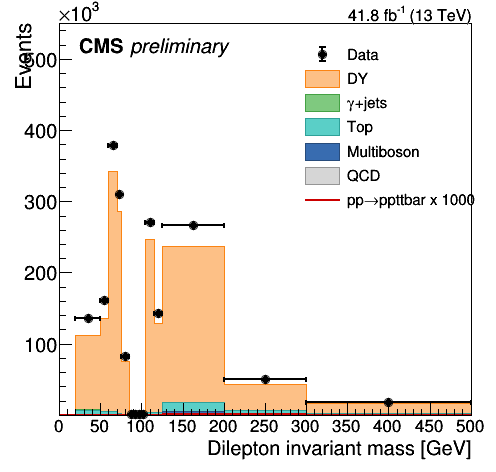 ×10³
41.8 fb⁻¹ (13 TeV)
CMS preliminary
Events
500
400
300
200
100
Data
DY
γ+jets
Top
Multiboson
QCD
pp→ppttbar x 1000
0 50 100 150 200 250 300 350 400 450 500
Dilepton invariant mass [GeV]